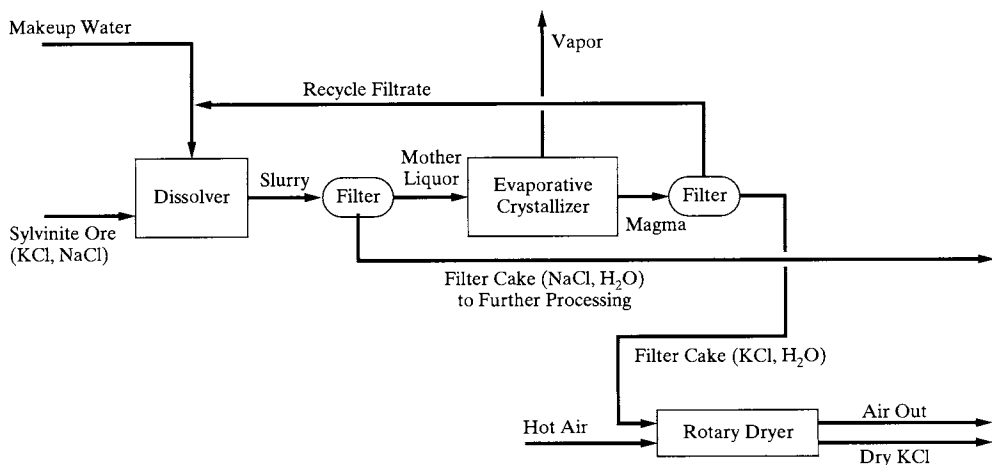 Makeup Water
Vapor
Recycle Filtrate
Mother
Liquor
Slurry
Dissolver
Filter
Evaporative
Crystallizer
Filter
Magma
Sylvinite Ore
(KCl, NaCl)
Filter Cake (NaCl, H₂O)
to Further Processing
Filter Cake (KCl, H₂O)
Hot Air
Rotary Dryer
Air Out
Dry KCl